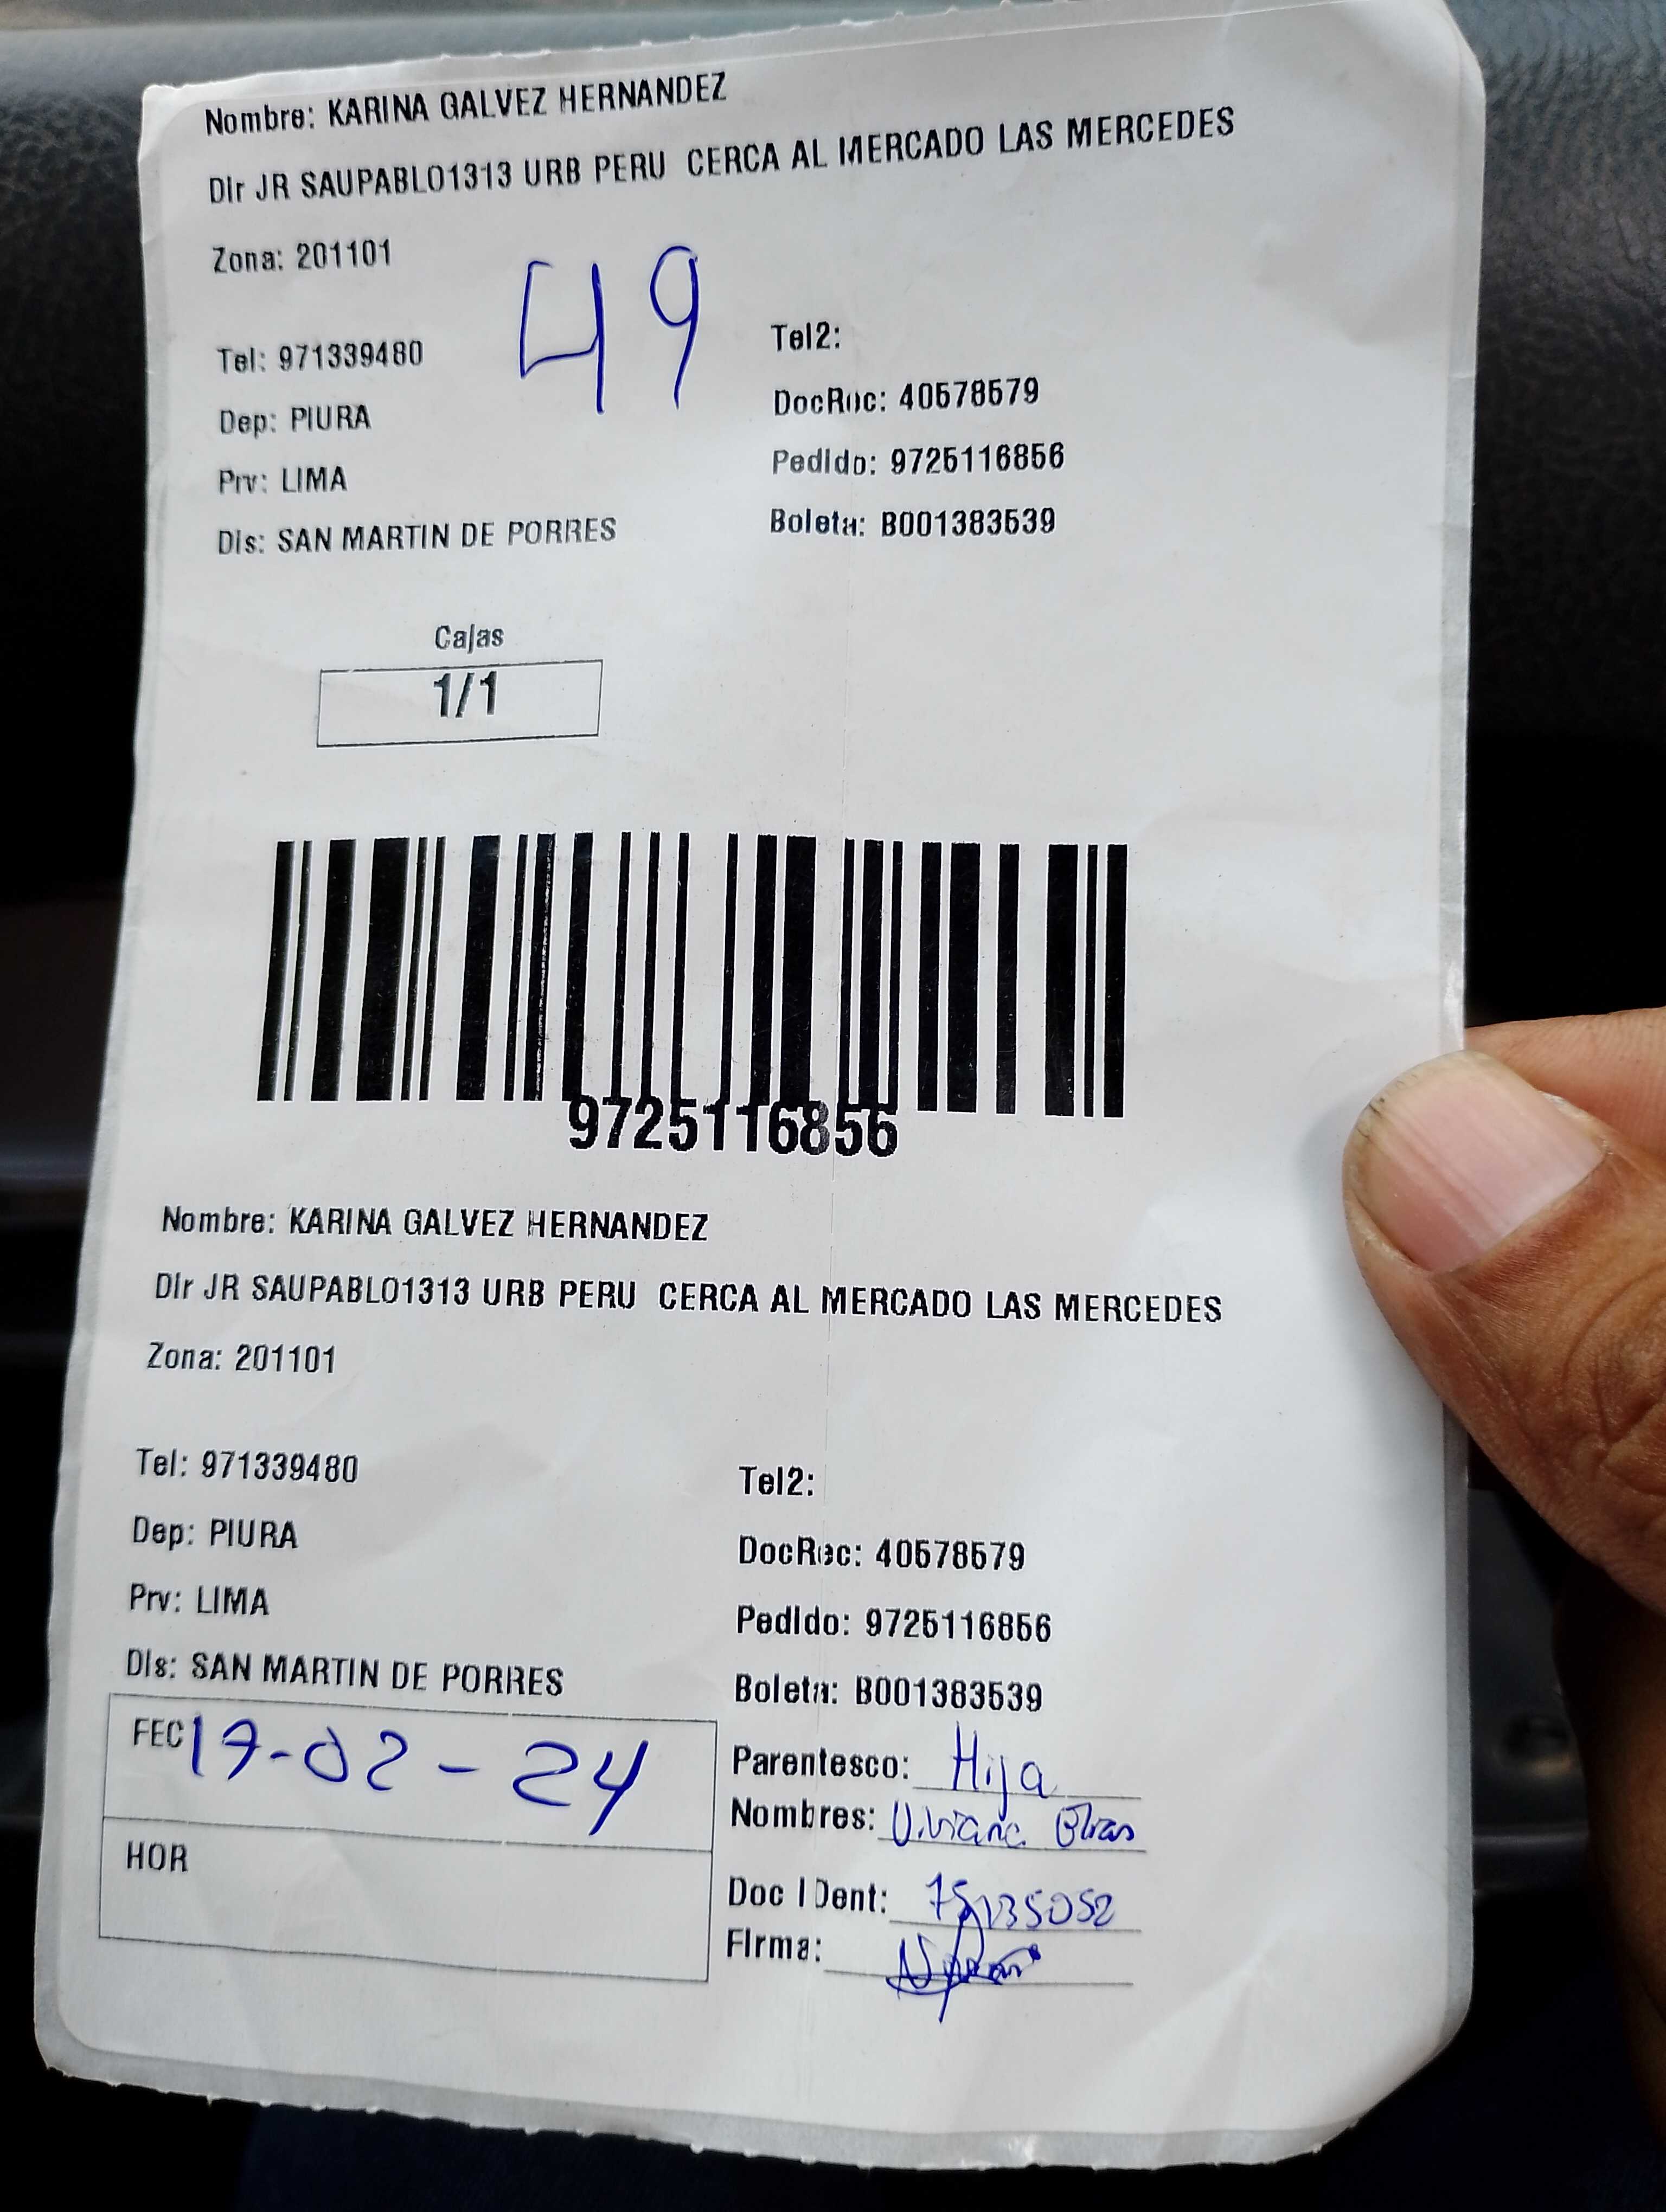 Nombre: KARINA GALVEZ HERNANDEZ
Dir JR SAUPABLO1313 URB PERU CERCA AL MERCADO LAS MERCEDES
Zona: 201101
49
Tel: 971339480 Tel2:
Dep: PIURA DocRec: 40578579
Prv: LIMA Pedido: 9725116856
Dis: SAN MARTIN DE PORRES Boleta: B001383539
Cajas
1/1
9725116856
Nombre: KARINA GALVEZ HERNANDEZ
Dir JR SAUPABLO1313 URB PERU CERCA AL MERCADO LAS MERCEDES
Zona: 201101
Tel: 971339480 Tel2:
Dep: PIURA DocRec: 40578579
Prv: LIMA Pedido: 9725116856
Dis: SAN MARTIN DE PORRES Boleta: B001383539
FEC 17-02-24 Parentesco: Hija
Nombres: Viviana
HOR Doc IDent:
Firma: